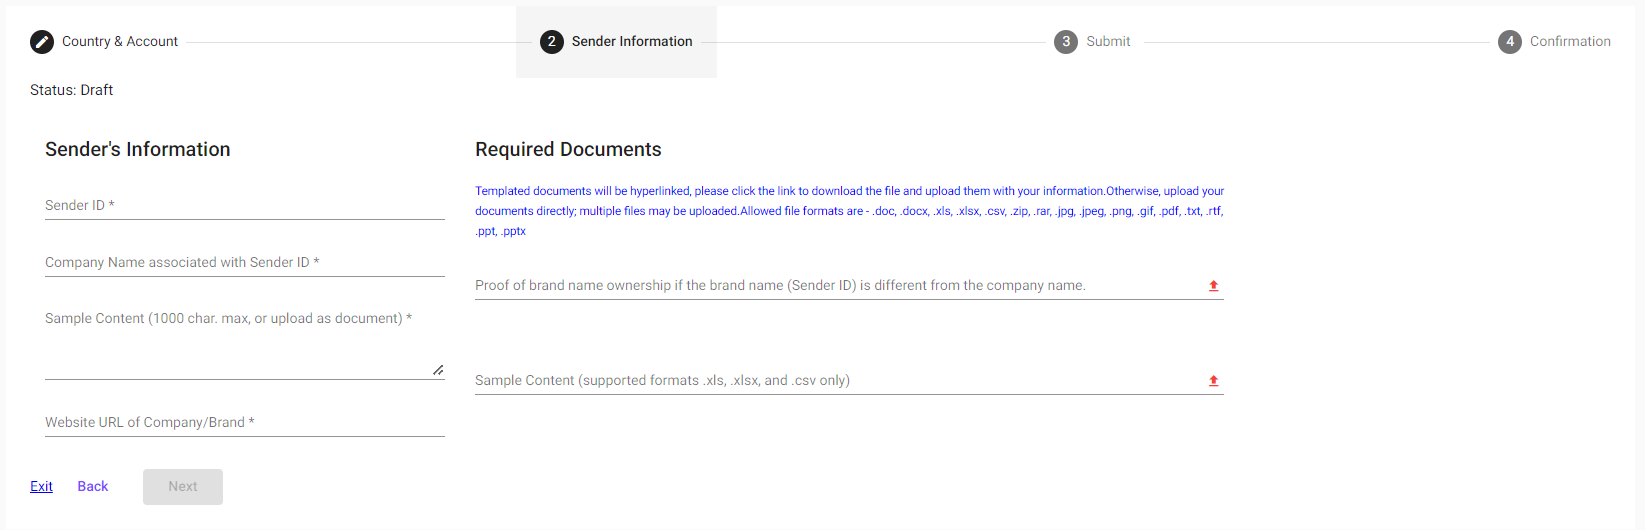 Country & Account
2 Sender Information
3 Submit
4 Confirmation
Status: Draft
Sender's Information
Sender ID *
Company Name associated with Sender ID *
Sample Content (1000 char. max, or upload as document) *
Website URL of Company/Brand *
Required Documents
Templated documents will be hyperlinked, please click the link to download the file and upload them with your information.Otherwise, upload your
documents directly; multiple files may be uploaded.Allowed file formats are - .doc, .docx, .xls, .xlsx, .csv, .zip, .rar, .jpg, .jpeg, .png, .gif, .pdf, .txt, .rtf,
.ppt, .pptx
Proof of brand name ownership if the brand name (Sender ID) is different from the company name.
Sample Content (supported formats .xls, .xlsx, and .csv only)
Exit Back Next